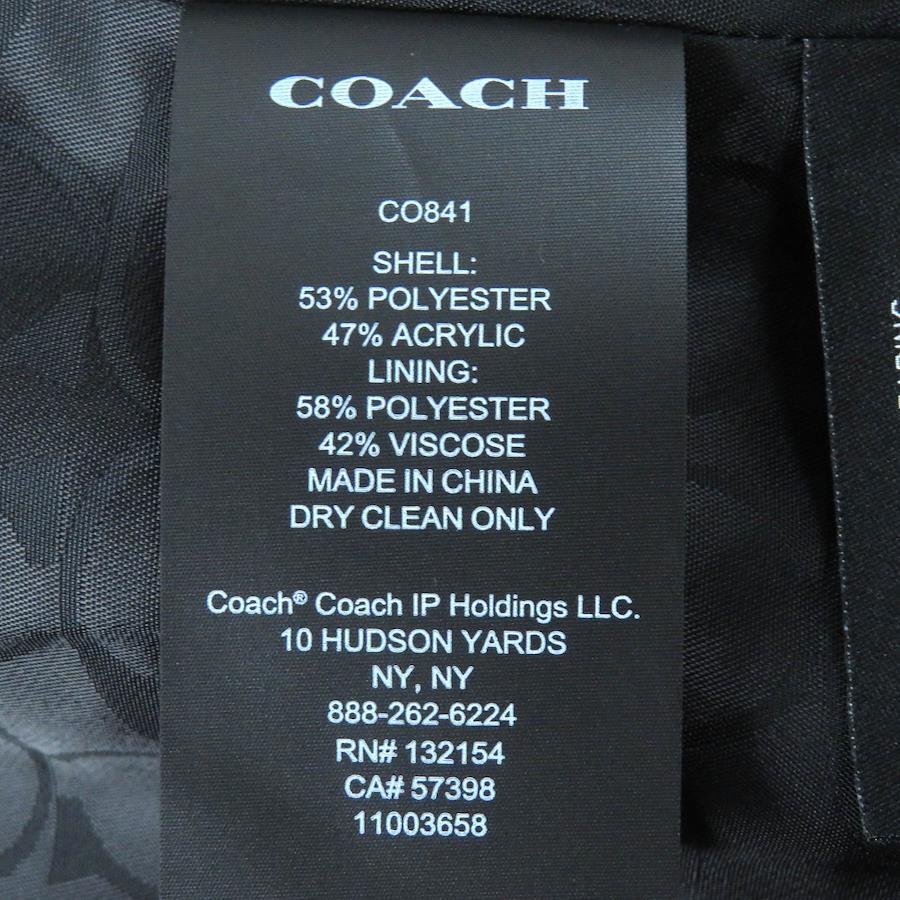 COACH
CO841
SHELL:
53% POLYESTER
47% ACRYLIC
LINING:
58% POLYESTER
42% VISCOSE
MADE IN CHINA
DRY CLEAN ONLY
Coach® Coach IP Holdings LLC.
10 HUDSON YARDS
NY, NY
888-262-6224
RN# 132154
CA# 57398
11003658